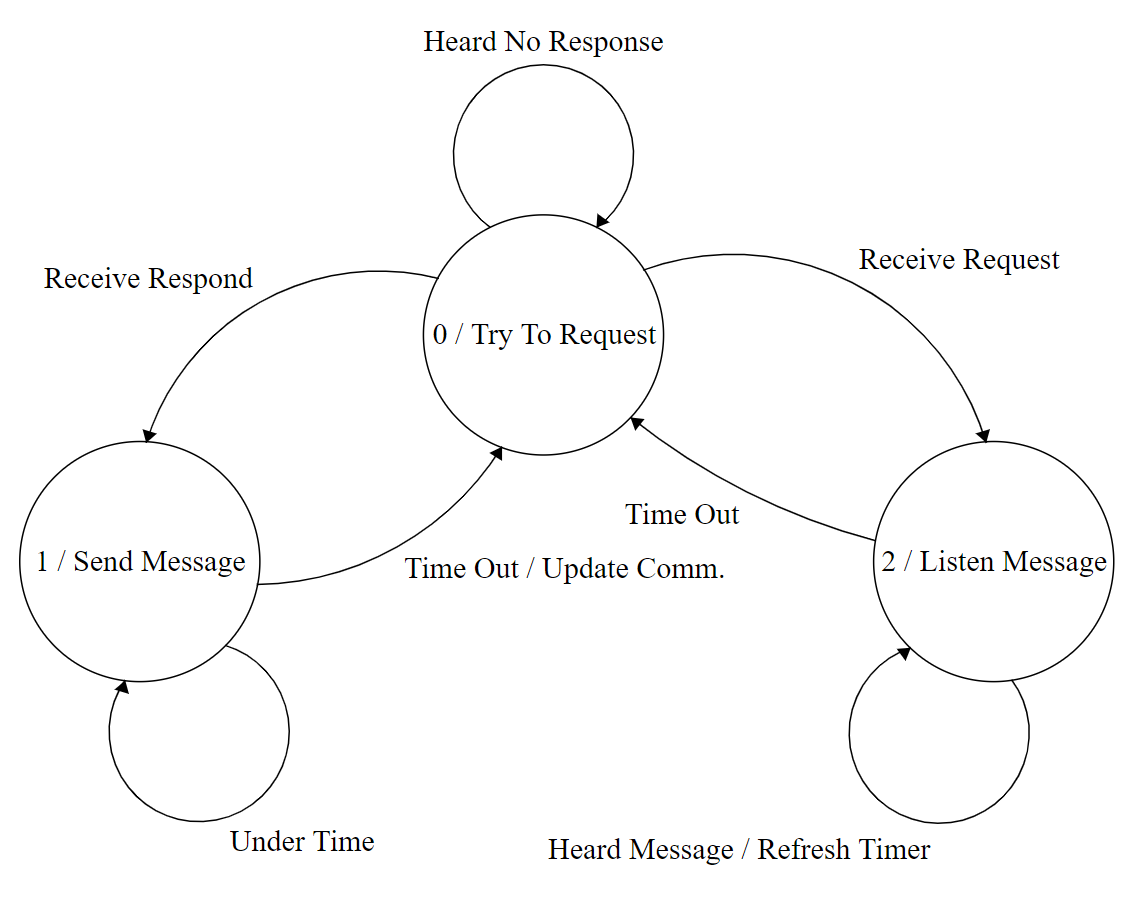 Heard No Response
Receive Request
Receive Respond
0 / Try To Request
Time Out
1 / Send Message
2 / Listen Message
Time Out / Update Comm.
Under Time
Heard Message / Refresh Timer